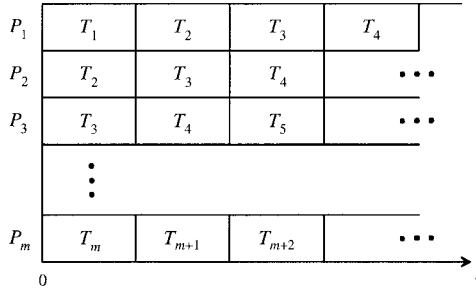 P₁ T₁ T₂ T₃ T₄
P₂ T₂ T₃ T₄ •••
P₃ T₃ T₄ T₅ •••
Pₘ Tₘ Tₘ₊₁ Tₘ₊₂ •••
0